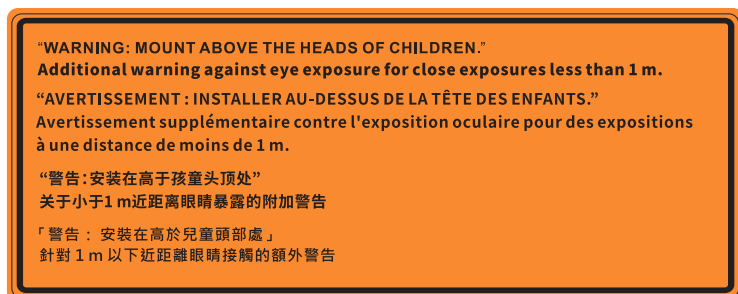 “WARNING: MOUNT ABOVE THE HEADS OF CHILDREN.”
Additional warning against eye exposure for close exposures less than 1 m.
“AVERTISSEMENT : INSTALLER AU-DESSUS DE LA TÊTE DES ENFANTS.”
Avertissement supplémentaire contre l'exposition oculaire pour des expositions
à une distance de moins de 1 m.
“警告:安装在高于孩童头顶处”
关于小于1 m近距离眼睛暴露的附加警告
「警告： 安裝在高於兒童頭部處」
針對 1 m 以下近距離眼睛接觸的額外警告